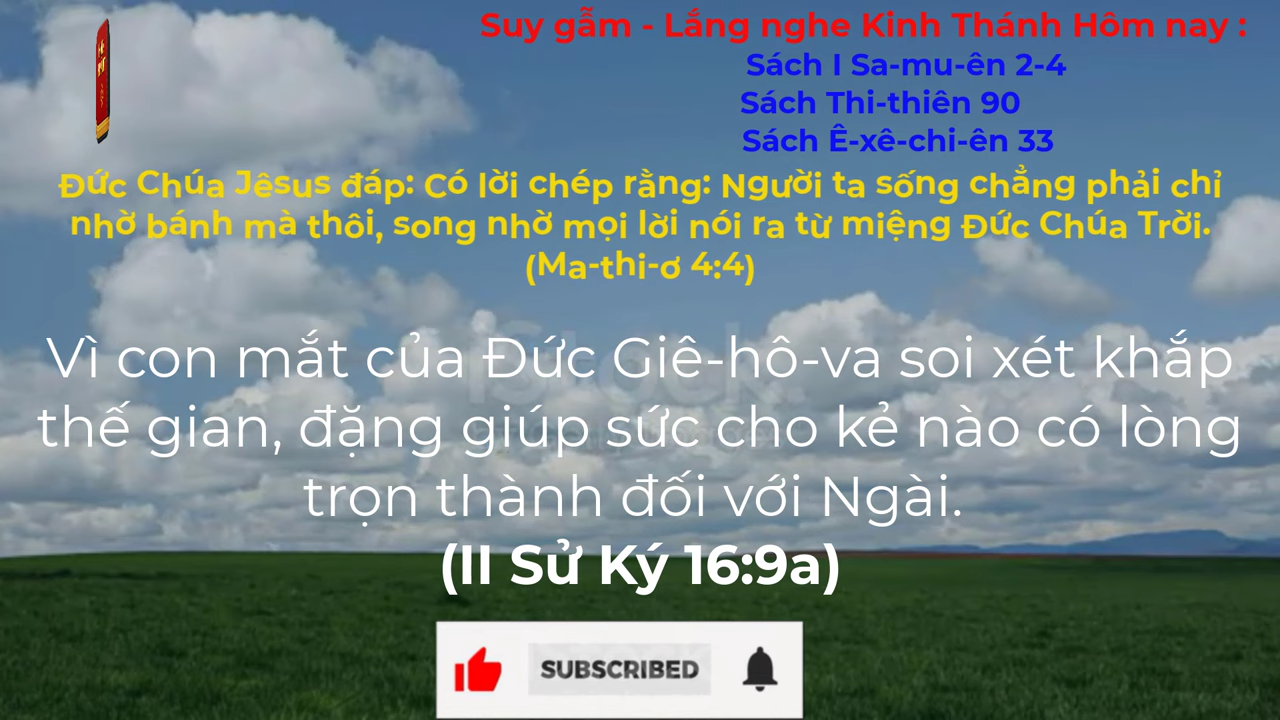 Suy gẫm - Lắng nghe Kinh Thánh Hôm nay :
Sách I Sa-mu-ên 2-4
Sách Thi-thiên 90
Sách Ê-xê-chi-ên 33
Đức Chúa Jêsus đáp: Có lời chép rằng: Người ta sống chẳng phải chỉ
nhờ bánh mà thôi, song nhờ mọi lời nói ra từ miệng Đức Chúa Trời.
(Ma-thi-ơ 4:4)
iStock
Vì con mắt của Đức Giê-hô-va soi xét khắp
thế gian, đặng giúp sức cho kẻ nào có lòng
trọn thành đối với Ngài.
(II Sử Ký 16:9a)
SUBSCRIBED